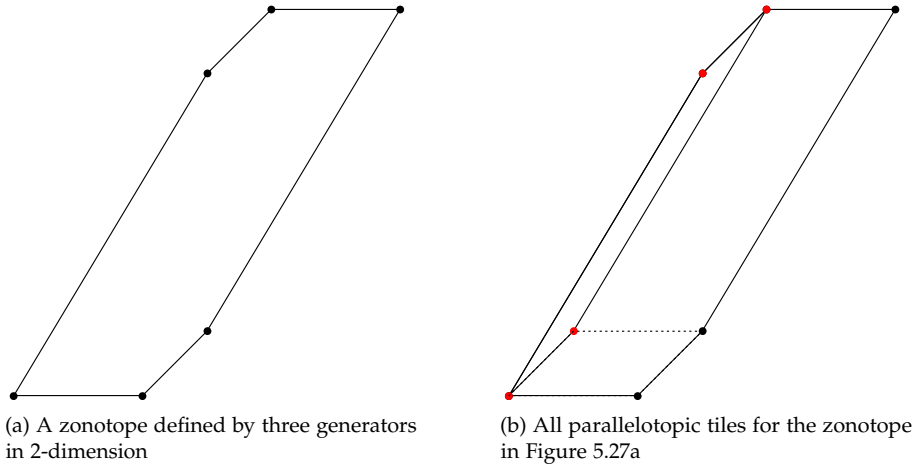 (a) A zonotope defined by three generators
in 2-dimension
(b) All parallelotopic tiles for the zonotope
in Figure 5.27a